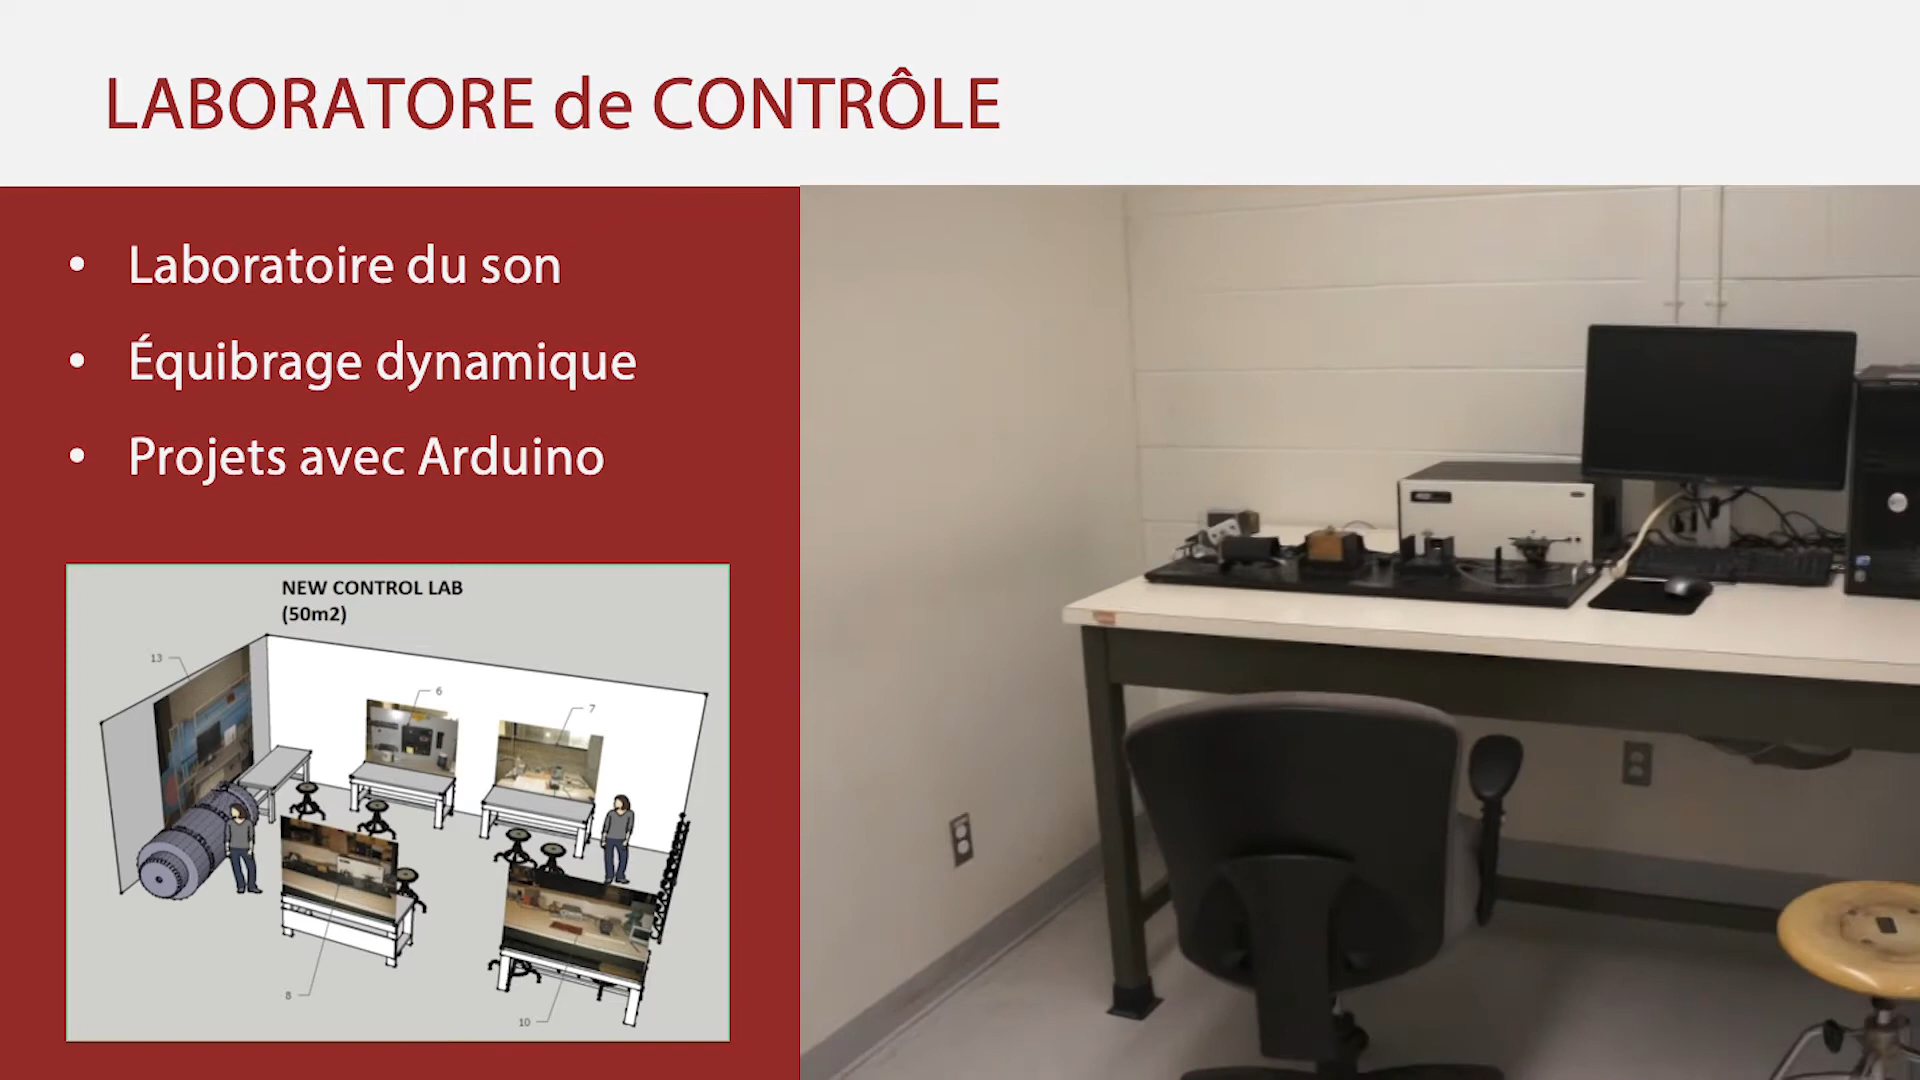 LABORATORE de CONTRÔLE
• Laboratoire du son
• Équibrage dynamique
• Projets avec Arduino
NEW CONTROL LAB
(50m2)
13
6
7
8
10